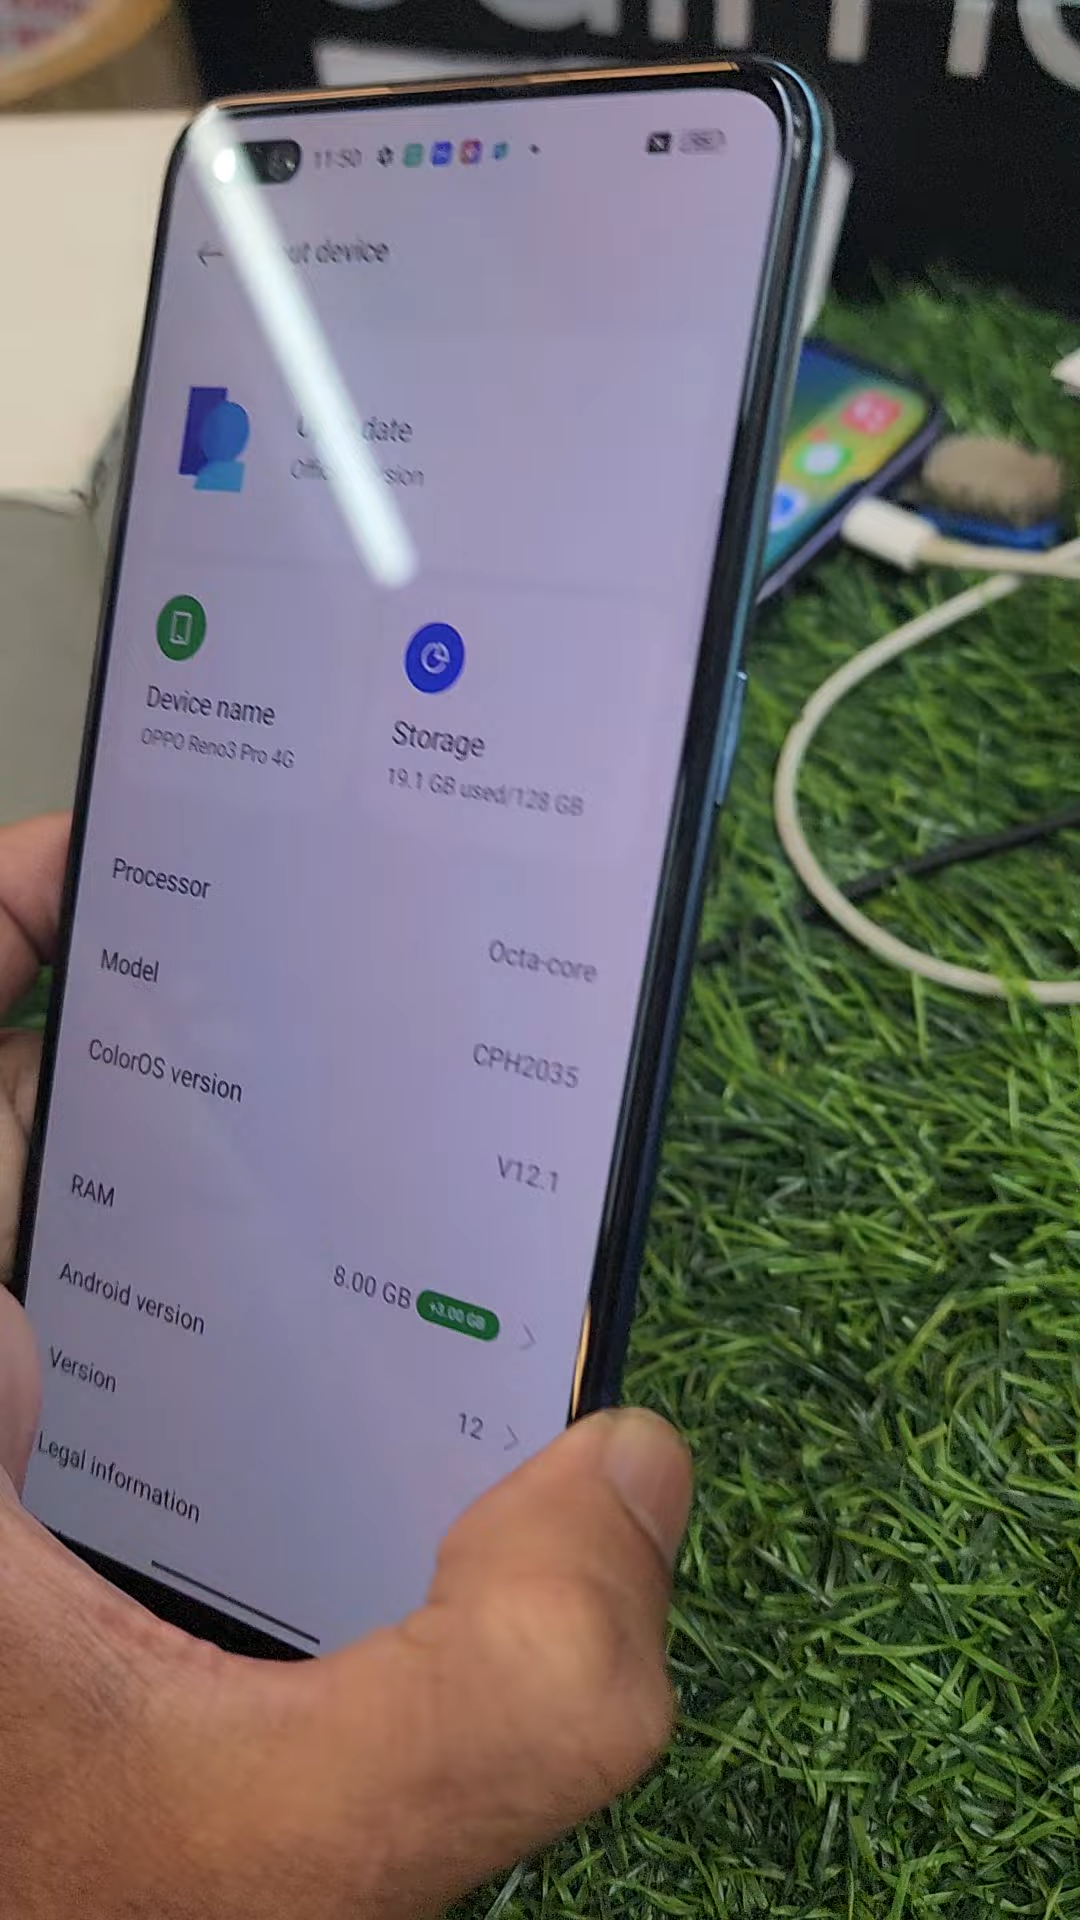 11:50
device
date
Device name
OPPO Reno3 Pro 4G
Storage
19.1 GB used/128 GB
Processor
Octa-core
Model
CPH2035
ColorOS version
V12.1
RAM
8.00 GB +3.00 GB
Android version
12
Version
Legal information